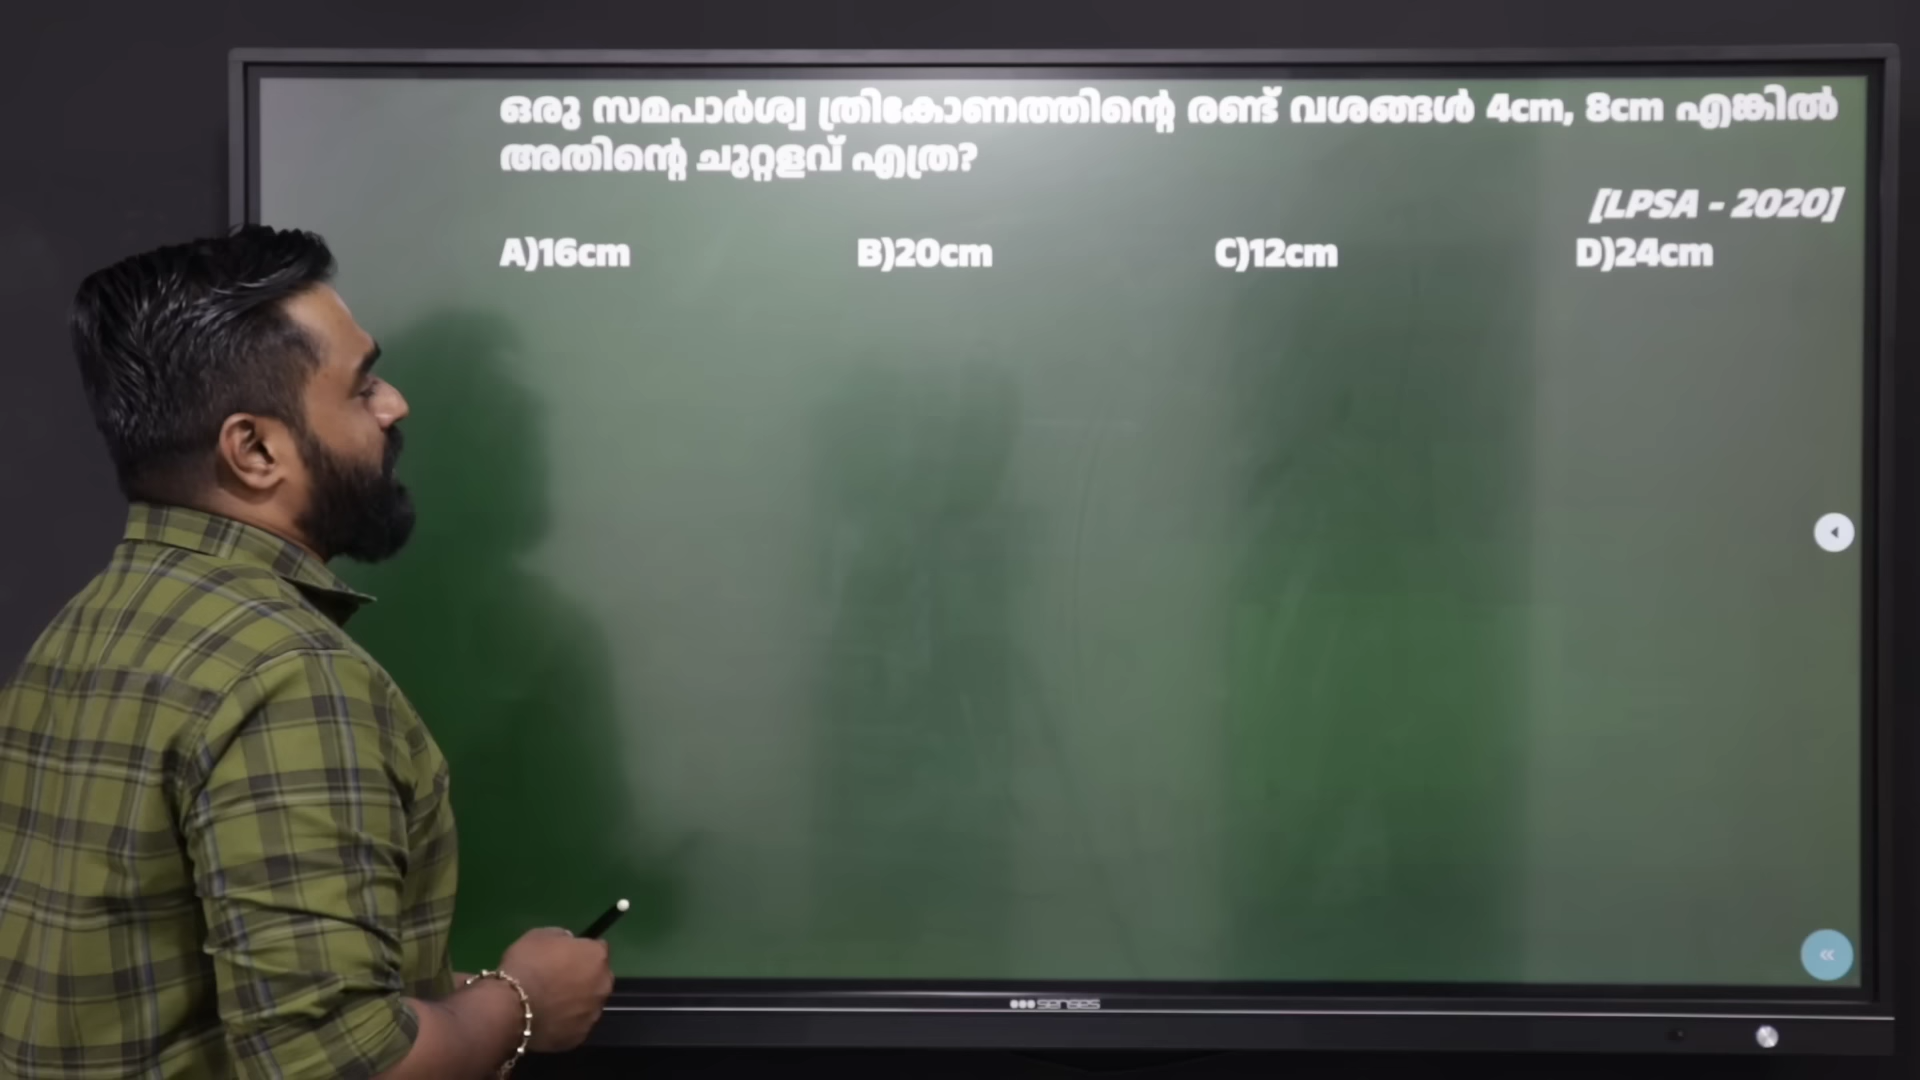 ഒരു സമപാർശ്വ ത്രികോണത്തിന്റെ രണ്ട് വശങ്ങൾ 4cm, 8cm എങ്കിൽ
അതിന്റെ ചുറ്റളവ് എത്ര?
[LPSA - 2020]
A)16cm B)20cm C)12cm D)24cm
senses